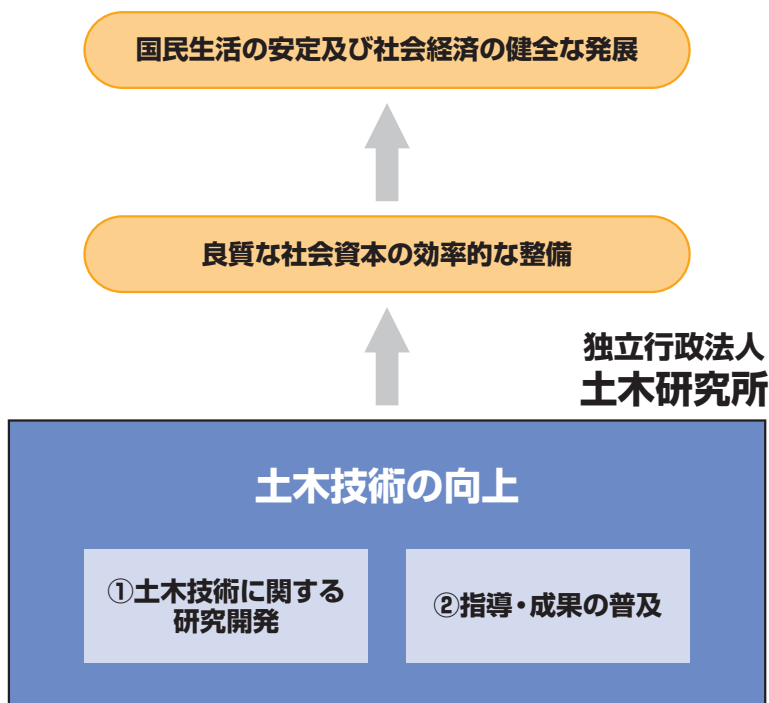 国民生活の安定及び社会経済の健全な発展
良質な社会資本の効率的な整備
独立行政法人
土木研究所
土木技術の向上
①土木技術に関する
研究開発
②指導・成果の普及